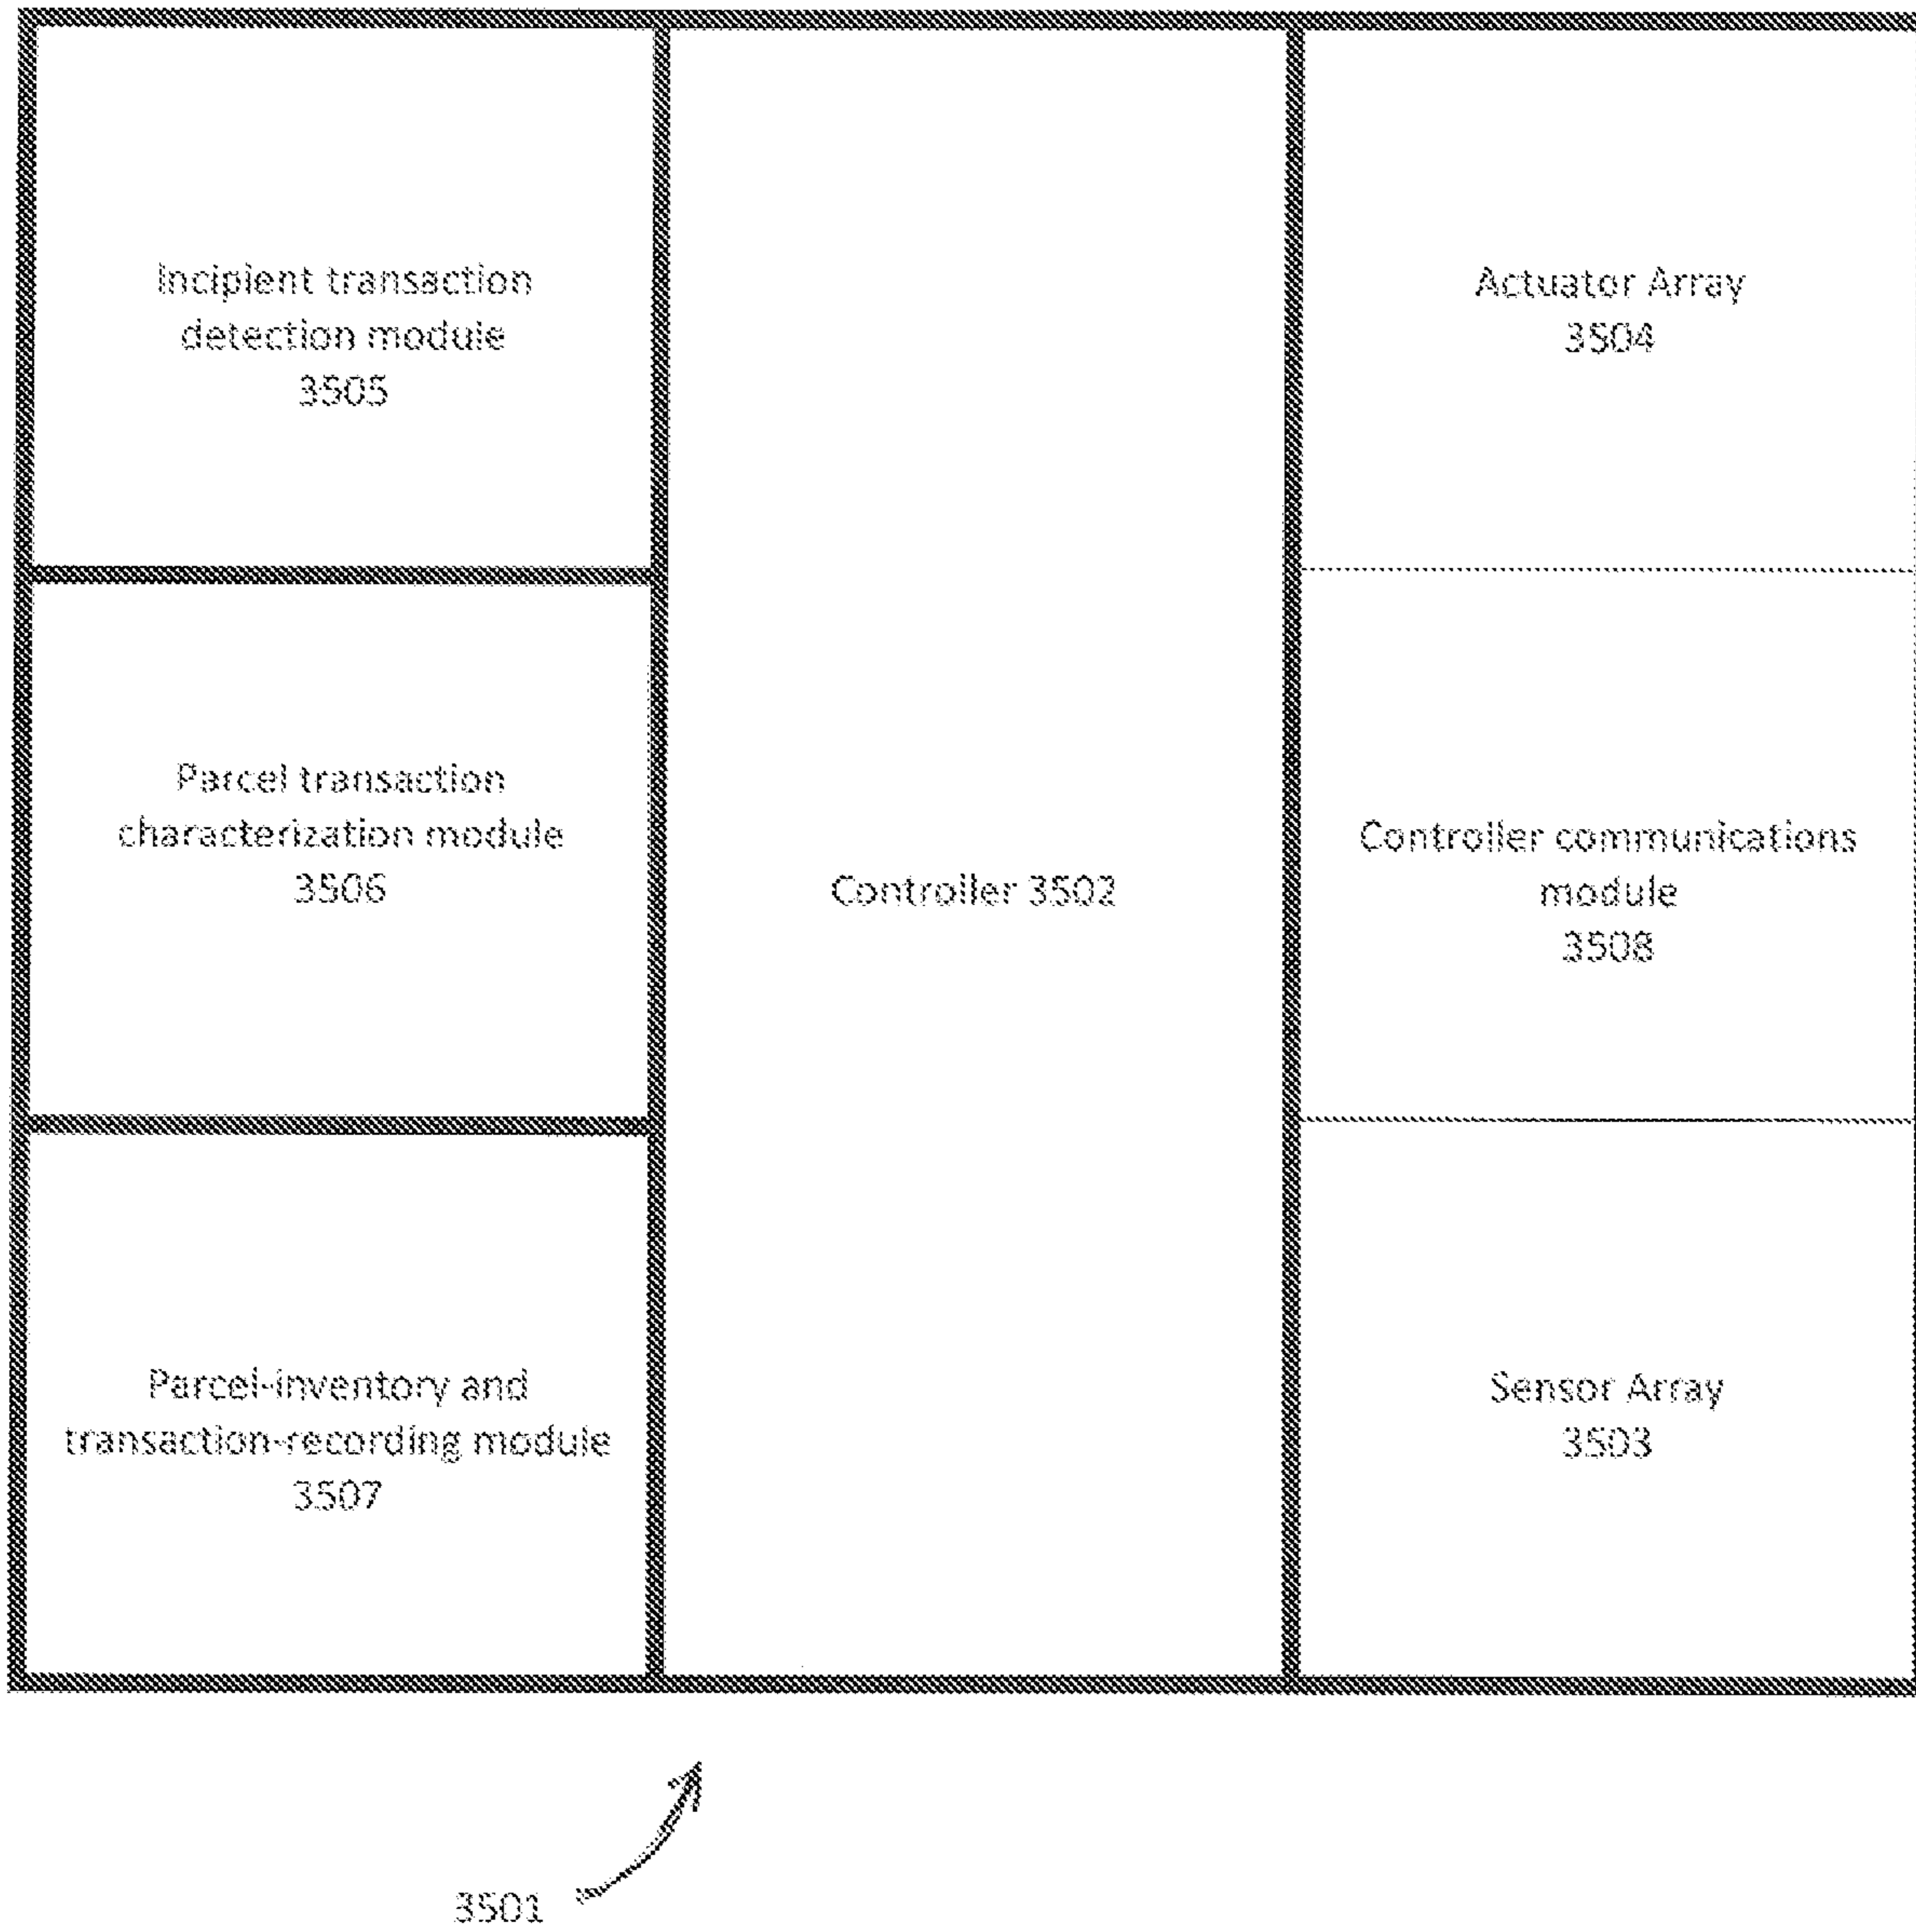 Incipient transaction
detection module
3505
Parcel transaction
characterization module
3506
Parcel-inventory and
transaction-recording module
3507
Controller 3502
Actuator Array
3504
Controller communications
module
3508
Sensor Array
3503
3501